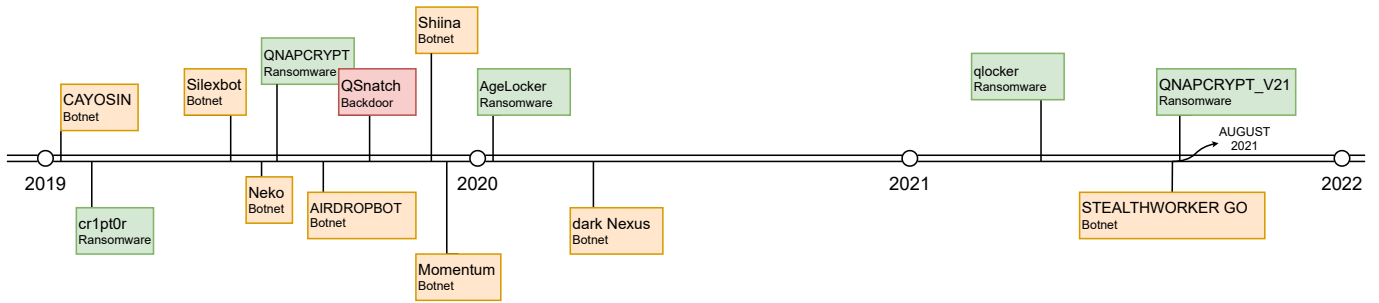 Shiina
Botnet
QNAPCRYPT
Ransomware
Silexbot
Botnet
QSnatch
Backdoor
AgeLocker
Ransomware
qlocker
Ransomware
QNAPCRYPT_V21
Ransomware
CAYOSIN
Botnet
AUGUST
2021
2019
2020
2021
2022
Neko
Botnet
AIRDROPBOT
Botnet
STEALTHWORKER GO
Botnet
cr1pt0r
Ransomware
dark Nexus
Botnet
Momentum
Botnet